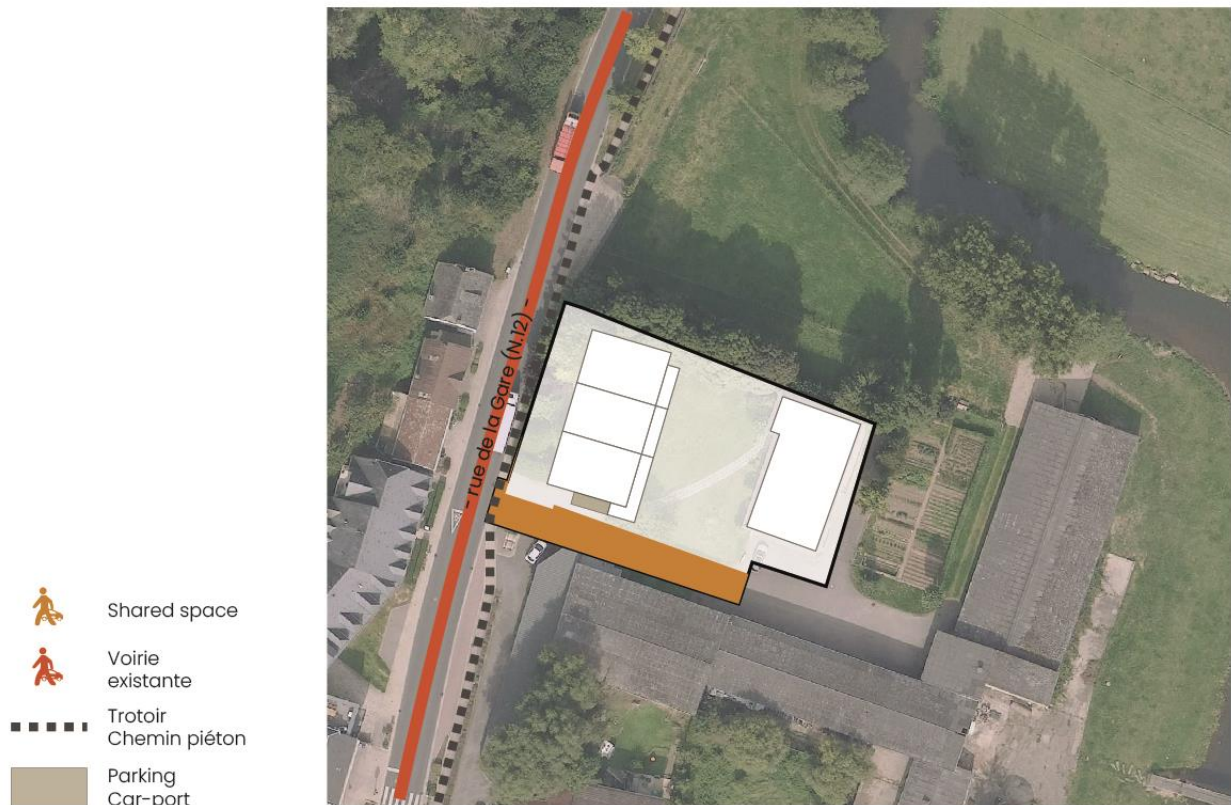 - rue de la Gare (N.12) -
Shared space
Voirie
existante
Trotoir
Chemin piéton
Parking
Car-port